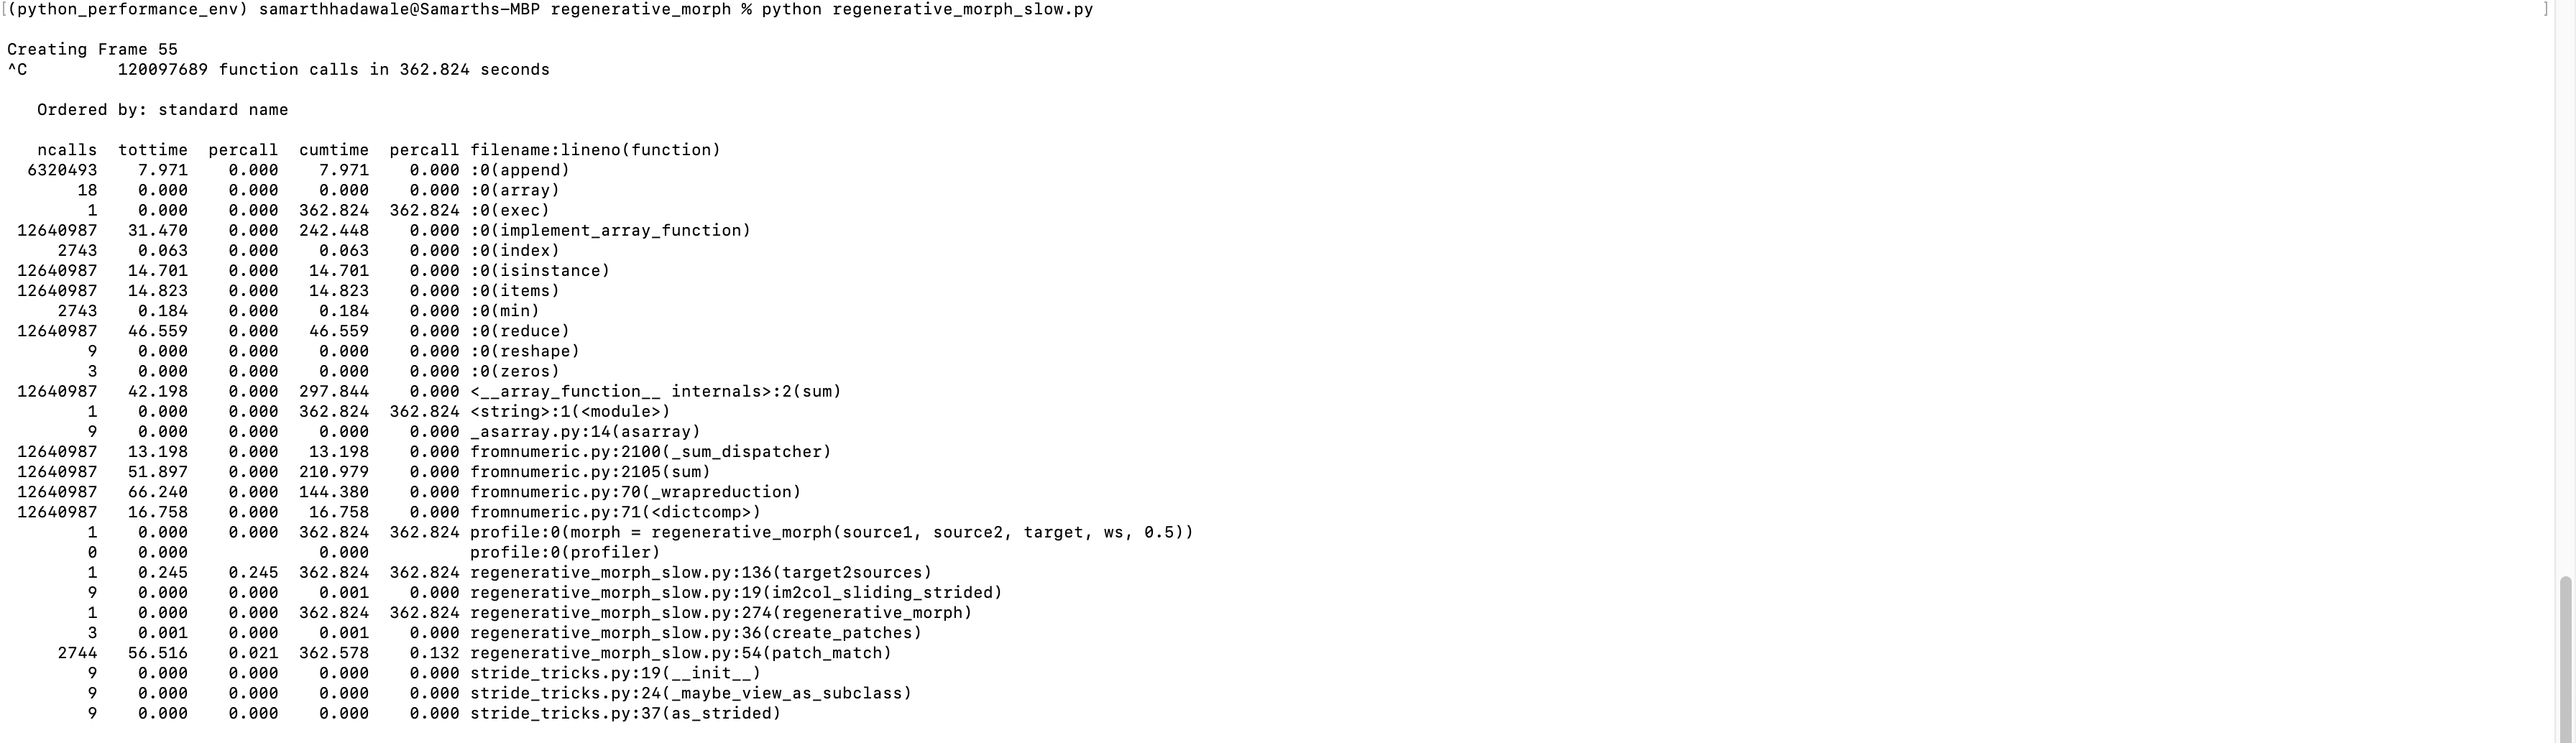 [(python_performance_env) samarthhadawale@Samarths-MBP regenerative_morph % python regenerative_morph_slow.py ]
Creating Frame 55
^C         120097689 function calls in 362.824 seconds
   Ordered by: standard name
   ncalls  tottime  percall  cumtime  percall filename:lineno(function)
  6320493    7.971    0.000    7.971    0.000 :0(append)
       18    0.000    0.000    0.000    0.000 :0(array)
        1    0.000    0.000  362.824  362.824 :0(exec)
 12640987   31.470    0.000  242.448    0.000 :0(implement_array_function)
     2743    0.063    0.000    0.063    0.000 :0(index)
 12640987   14.701    0.000   14.701    0.000 :0(isinstance)
 12640987   14.823    0.000   14.823    0.000 :0(items)
     2743    0.184    0.000    0.184    0.000 :0(min)
 12640987   46.559    0.000   46.559    0.000 :0(reduce)
        9    0.000    0.000    0.000    0.000 :0(reshape)
        3    0.000    0.000    0.000    0.000 :0(zeros)
 12640987   42.198    0.000  297.844    0.000 <__array_function__ internals>:2(sum)
        1    0.000    0.000  362.824  362.824 <string>:1(<module>)
        9    0.000    0.000    0.000    0.000 _asarray.py:14(asarray)
 12640987   13.198    0.000   13.198    0.000 fromnumeric.py:2100(_sum_dispatcher)
 12640987   51.897    0.000  210.979    0.000 fromnumeric.py:2105(sum)
 12640987   66.240    0.000  144.380    0.000 fromnumeric.py:70(_wrapreduction)
 12640987   16.758    0.000   16.758    0.000 fromnumeric.py:71(<dictcomp>)
        1    0.000    0.000  362.824  362.824 profile:0(morph = regenerative_morph(source1, source2, target, ws, 0.5))
        0    0.000             0.000          profile:0(profiler)
        1    0.245    0.245  362.824  362.824 regenerative_morph_slow.py:136(target2sources)
        9    0.000    0.000    0.001    0.000 regenerative_morph_slow.py:19(im2col_sliding_strided)
        1    0.000    0.000  362.824  362.824 regenerative_morph_slow.py:274(regenerative_morph)
        3    0.001    0.000    0.001    0.000 regenerative_morph_slow.py:36(create_patches)
     2744   56.516    0.021  362.578    0.132 regenerative_morph_slow.py:54(patch_match)
        9    0.000    0.000    0.000    0.000 stride_tricks.py:19(__init__)
        9    0.000    0.000    0.000    0.000 stride_tricks.py:24(_maybe_view_as_subclass)
        9    0.000    0.000    0.000    0.000 stride_tricks.py:37(as_strided)